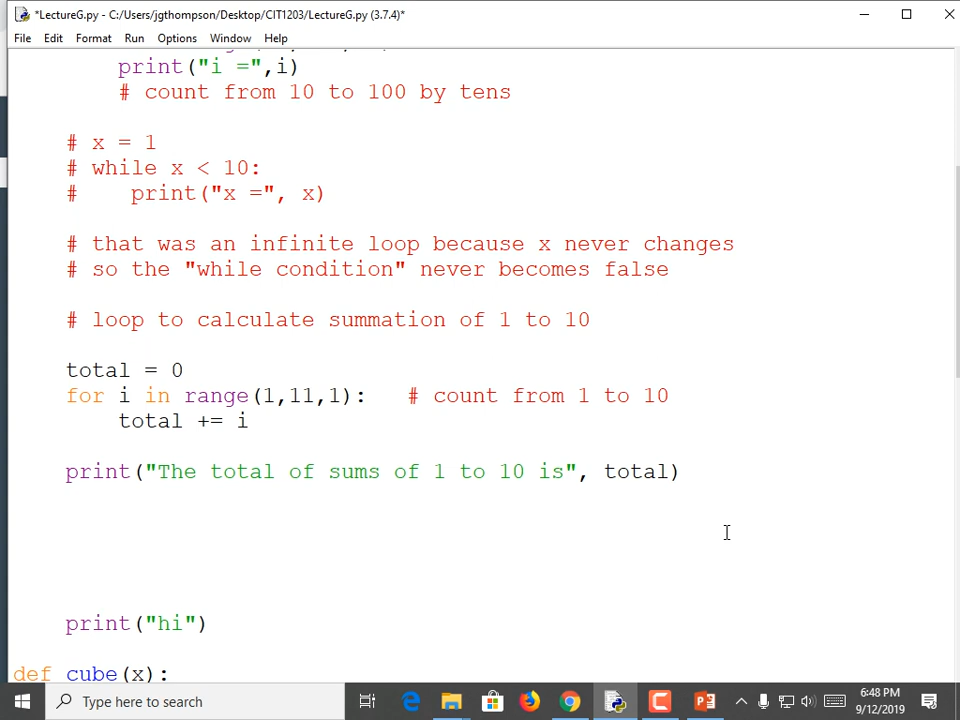 *LectureG.py - C:/Users/jgthompson/Desktop/CIT1203/LectureG.py (3.7.4)*
File Edit Format Run Options Window Help
print("i =",i)
# count from 10 to 100 by tens
# x = 1
# while x < 10:
#    print("x =", x)
# that was an infinite loop because x never changes
# so the "while condition" never becomes false
# loop to calculate summation of 1 to 10
total = 0
for i in range(1,11,1):   # count from 1 to 10
total += i
print("The total of sums of 1 to 10 is", total)
print("hi")
def cube(x):
Type here to search
6:48 PM
9/12/2019